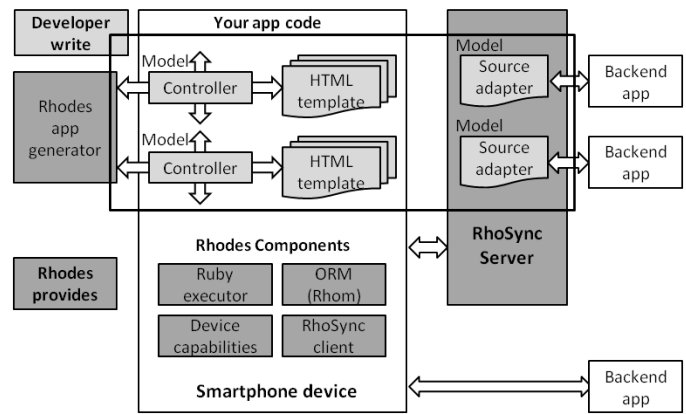 Developer
write
Your app code
Model
Controller
HTML
template
Model
Controller
HTML
template
Rhodes
app
generator
Model
Source
adapter
Model
Source
adapter
Backend
app
Backend
app
RhoSync
Server
Rhodes
provides
Rhodes Components
Ruby
executor
ORM
(Rhom)
Device
capabilities
RhoSync
client
Smartphone device
Backend
app